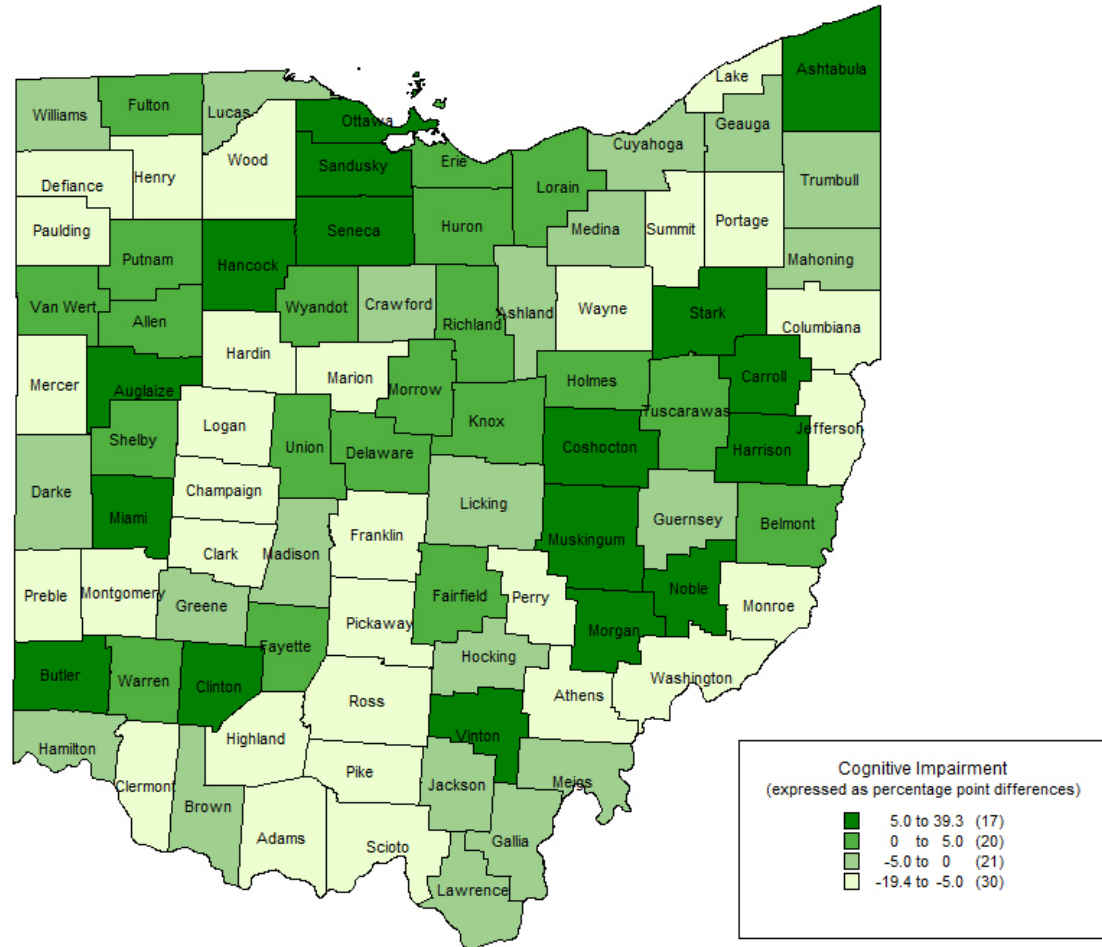 Ashtabula
Lake
Williams
Fulton
Lucas
Geauga
Ottawa
Cuyahoga
Wood
Erie
Sandusky
Henry
Lorain
Trumbull
Defiance
Portage
Paulding
Seneca
Huron
Medina
Summit
Putnam
Hancock
Mahoning
Van Wert
Wyandot
Crawford
Ashland
Wayne
Stark
Allen
Richland
Columbiana
Hardin
Marion
Mercer
Auglaize
Morrow
Holmes
Carroll
Tuscarawas
Logan
Knox
Jefferson
Shelby
Union
Delaware
Coshocton
Harrison
Darke
Champaign
Licking
Miami
Guernsey
Belmont
Franklin
Muskingum
Clark
Madison
Noble
Preble
Montgomery
Fairfield
Perry
Monroe
Greene
Pickaway
Morgan
Fayette
Hocking
Butler
Warren
Clinton
Washington
Ross
Athens
Vinton
Highland
Hamilton
Pike
Clermont
Jackson
Meigs
Brown
Adams
Scioto
Gallia
Lawrence
Cognitive Impairment
(expressed as percentage point differences)
5.0 to 39.3 (17)
0 to 5.0 (20)
-5.0 to 0 (21)
-19.4 to -5.0 (30)